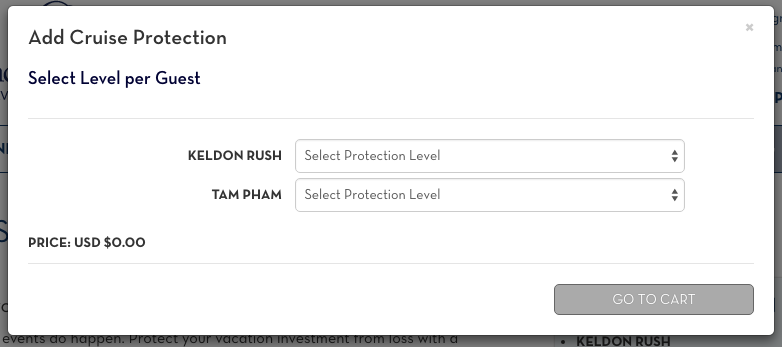 Add Cruise Protection
×
Select Level per Guest
KELDON RUSH Select Protection Level
TAM PHAM Select Protection Level
PRICE: USD $0.00
GO TO CART
events do happen. Protect your vacation investment from loss with a
• KELDON RUSH